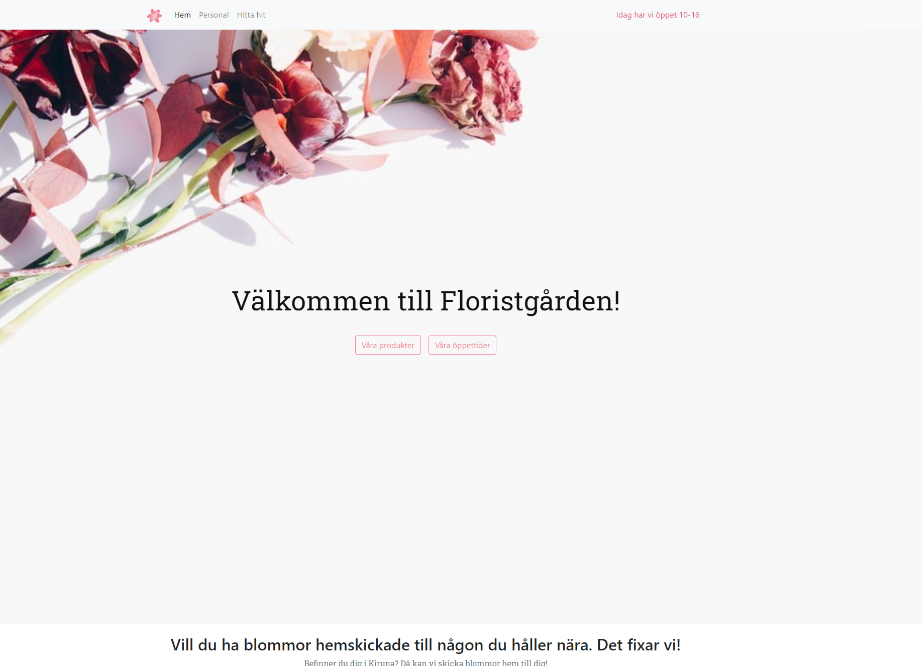 Hem Personal Hitta hit Idag har vi öppet 10-16
Välkommen till Floristgården!
Våra produkter Våra öppettider
Vill du ha blommor hemskickade till någon du håller nära. Det fixar vi!
Befinner du dig i Kiruna? Då kan vi skicka blommor hem till dig!